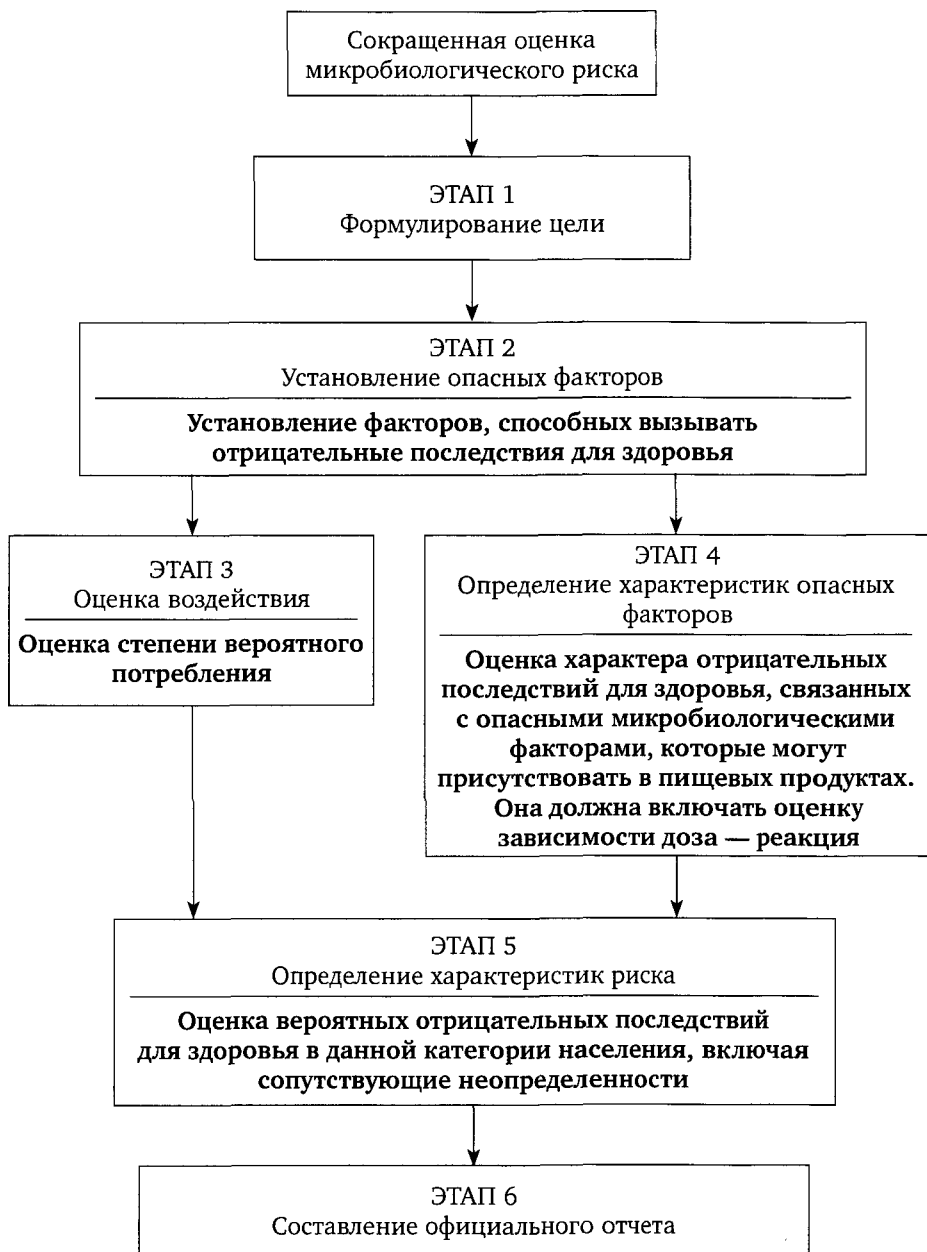 Сокращенная оценка
микробиологического риска
ЭТАП 1
Формулирование цели
ЭТАП 2
Установление опасных факторов
Установление факторов, способных вызывать
отрицательные последствия для здоровья
ЭТАП 3
Оценка воздействия
Оценка степени вероятного
потребления
ЭТАП 4
Определение характеристик опасных
факторов
Оценка характера отрицательных
последствий для здоровья, связанных
с опасными микробиологическими
факторами, которые могут
присутствовать в пищевых продуктах.
Она должна включать оценку
зависимости доза — реакция
ЭТАП 5
Определение характеристик риска
Оценка вероятных отрицательных последствий
для здоровья в данной категории населения, включая
сопутствующие неопределенности
ЭТАП 6
Составление официального отчета